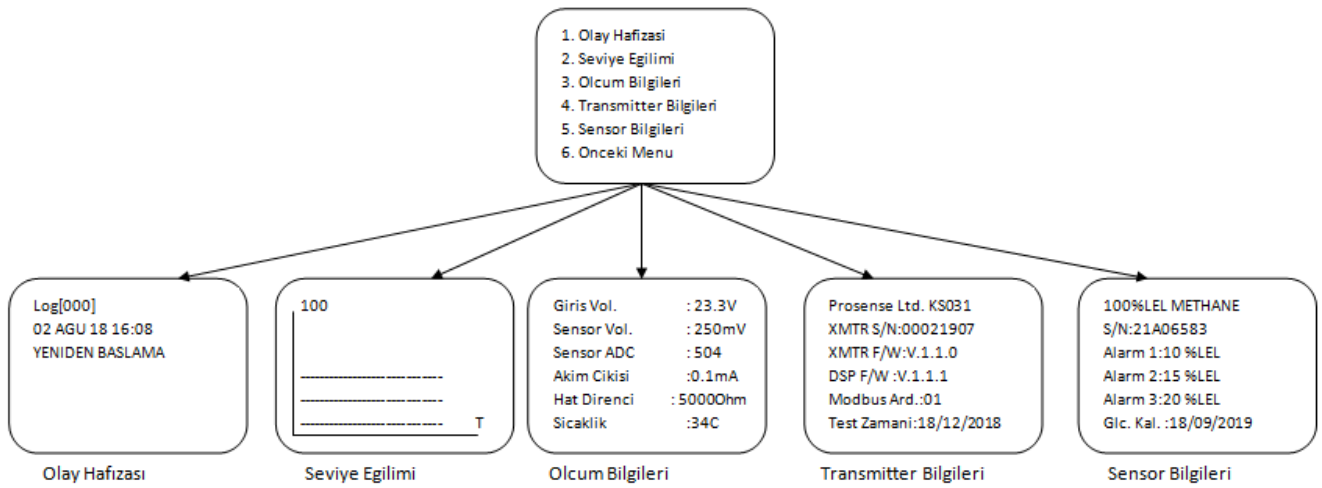 1. Olay Hafizasi
2. Seviye Egilimi
3. Olcum Bilgileri
4. Transmitter Bilgileri
5. Sensor Bilgileri
6. Onceki Menu
Log[000]
02 AGU 18 16:08
YENIDEN BASLAMA
Olay Hafızası
100
T
Seviye Egilimi
Giris Vol. : 23.3V
Sensor Vol. : 250mV
Sensor ADC : 504
Akim Cikisi :0.1mA
Hat Direnci : 5000Ohm
Sicaklik :34C
Olcum Bilgileri
Prosense Ltd. KS031
XMTR S/N:00021907
XMTR F/W:V.1.1.0
DSP F/W :V.1.1.1
Modbus Ard.:01
Test Zamani:18/12/2018
Transmitter Bilgileri
100%LEL METHANE
S/N:21A06583
Alarm 1:10 %LEL
Alarm 2:15 %LEL
Alarm 3:20 %LEL
Glc. Kal. :18/09/2019
Sensor Bilgileri